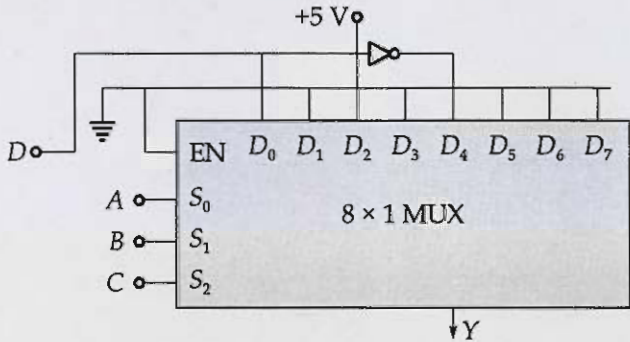 +5 V
D
EN D₀ D₁ D₂ D₃ D₄ D₅ D₆ D₇
A S₀
8 × 1 MUX
B S₁
C S₂
Y